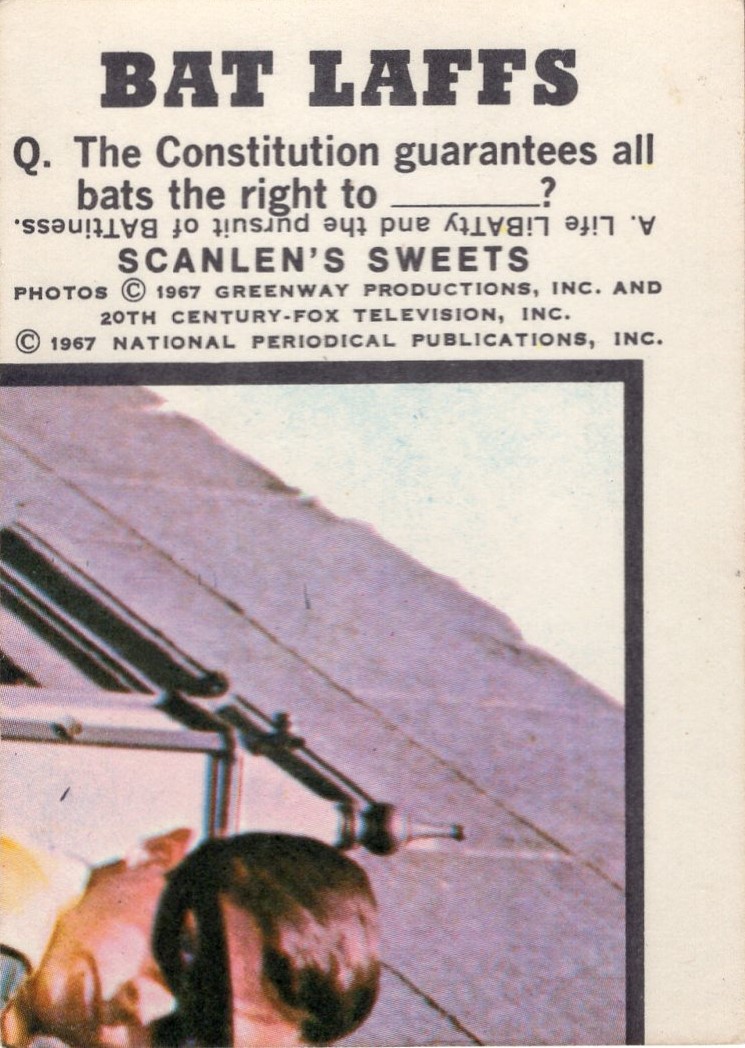 BAT LAFFS
Q. The Constitution guarantees all
bats the right to ________?
A. Life LiBATty and the pursuit of BATtiness.
SCANLEN'S SWEETS
PHOTOS © 1967 GREENWAY PRODUCTIONS, INC. AND
20TH CENTURY-FOX TELEVISION, INC.
© 1967 NATIONAL PERIODICAL PUBLICATIONS, INC.